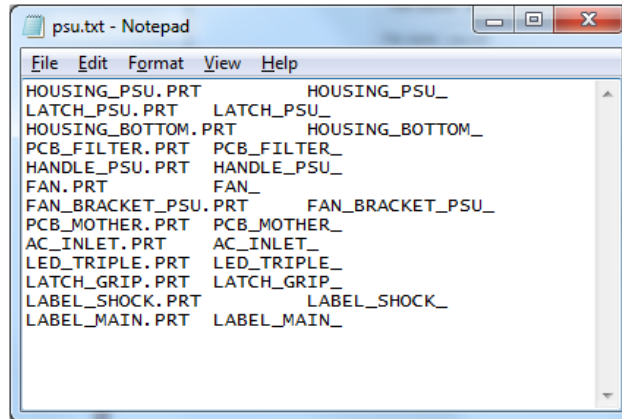 psu.txt - Notepad
File Edit Format View Help
HOUSING_PSU.PRT HOUSING_PSU_
LATCH_PSU.PRT LATCH_PSU_
HOUSING_BOTTOM.PRT HOUSING_BOTTOM_
PCB_FILTER.PRT PCB_FILTER_
HANDLE_PSU.PRT HANDLE_PSU_
FAN.PRT FAN_
FAN_BRACKET_PSU.PRT FAN_BRACKET_PSU_
PCB_MOTHER.PRT PCB_MOTHER_
AC_INLET.PRT AC_INLET_
LED_TRIPLE.PRT LED_TRIPLE_
LATCH_GRIP.PRT LATCH_GRIP_
LABEL_SHOCK.PRT LABEL_SHOCK_
LABEL_MAIN.PRT LABEL_MAIN_